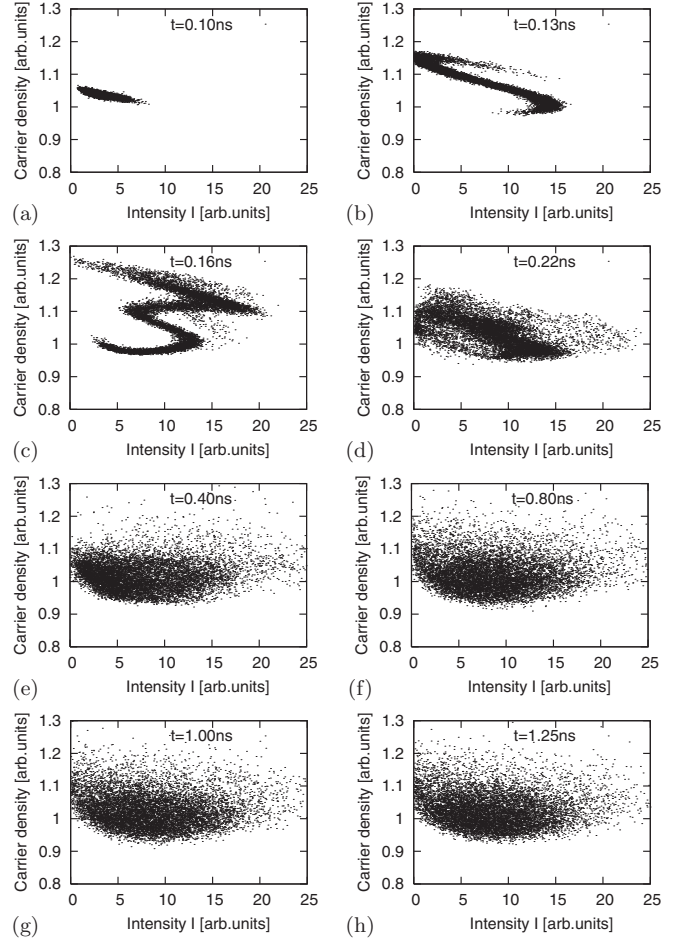 Carrier density [arb.units]
1.3
1.2
1.1
1
0.9
0.8
t=0.10ns
0 5 10 15 20 25
(a) Intensity I [arb.units]
Carrier density [arb.units]
1.3
1.2
1.1
1
0.9
0.8
t=0.13ns
0 5 10 15 20 25
(b) Intensity I [arb.units]
Carrier density [arb.units]
1.3
1.2
1.1
1
0.9
0.8
t=0.16ns
0 5 10 15 20 25
(c) Intensity I [arb.units]
Carrier density [arb.units]
1.3
1.2
1.1
1
0.9
0.8
t=0.22ns
0 5 10 15 20 25
(d) Intensity I [arb.units]
Carrier density [arb.units]
1.3
1.2
1.1
1
0.9
0.8
t=0.40ns
0 5 10 15 20 25
(e) Intensity I [arb.units]
Carrier density [arb.units]
1.3
1.2
1.1
1
0.9
0.8
t=0.80ns
0 5 10 15 20 25
(f) Intensity I [arb.units]
Carrier density [arb.units]
1.3
1.2
1.1
1
0.9
0.8
t=1.00ns
0 5 10 15 20 25
(g) Intensity I [arb.units]
Carrier density [arb.units]
1.3
1.2
1.1
1
0.9
0.8
t=1.25ns
0 5 10 15 20 25
(h) Intensity I [arb.units]